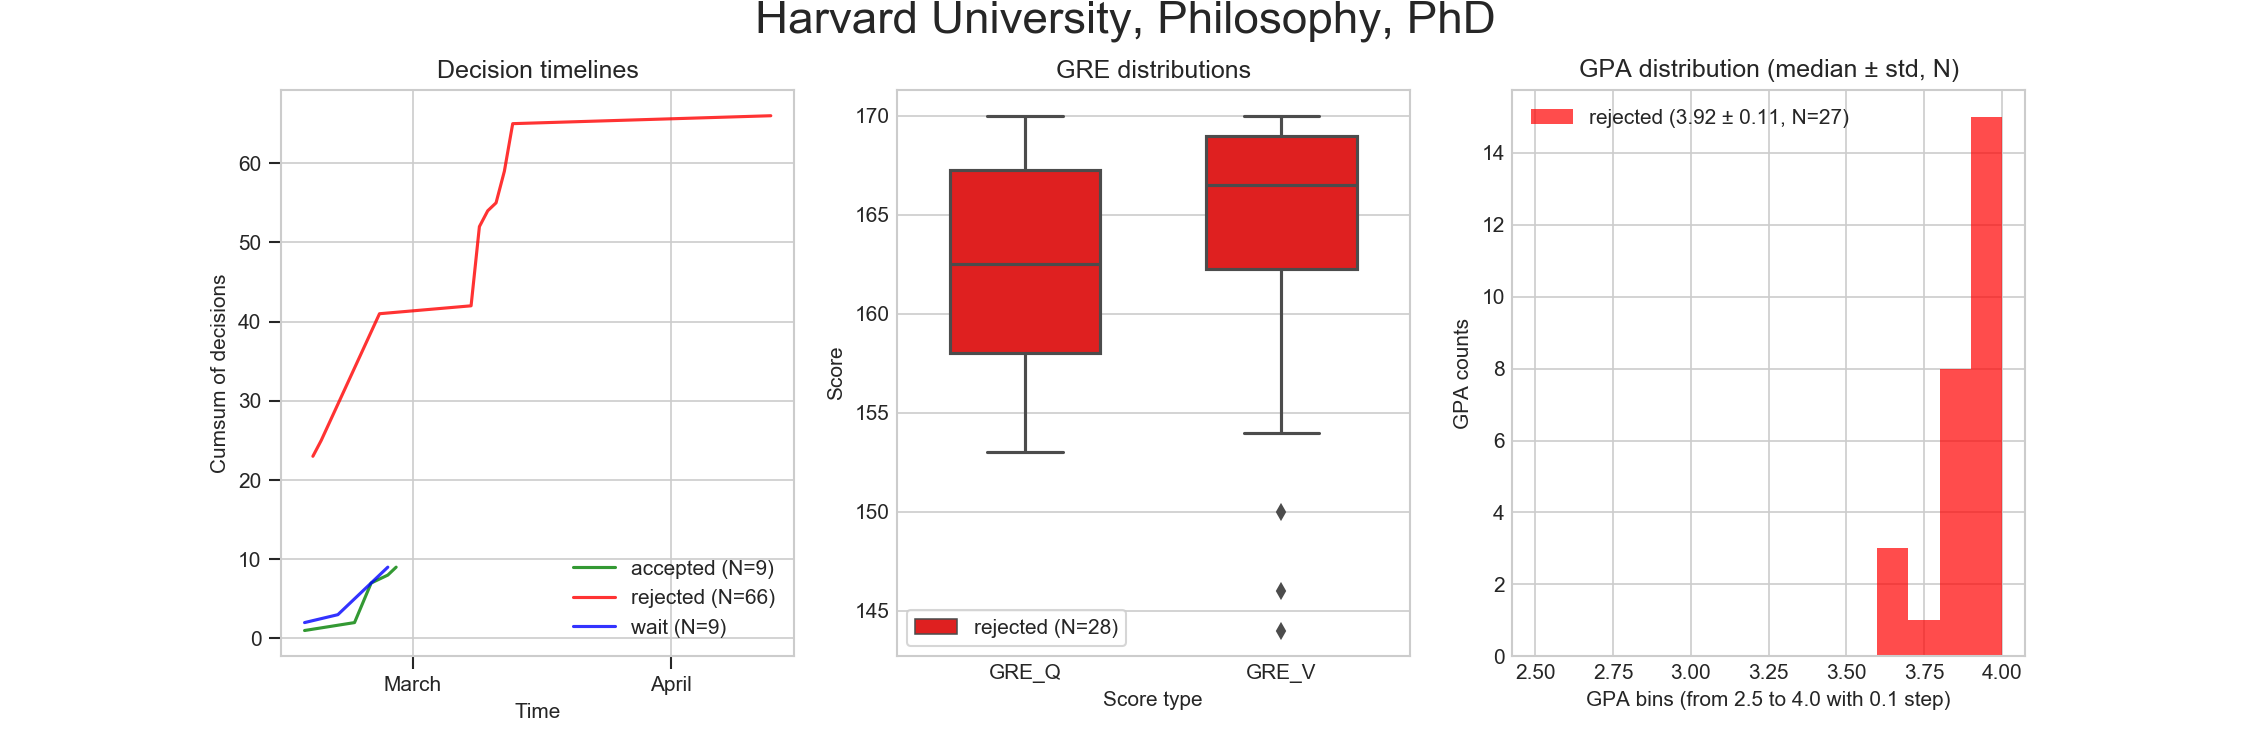 Harvard University, Philosophy, PhD
Decision timelines
Cumsum of decisions
60
50
40
30
20
10
0
accepted (N=9)
rejected (N=66)
wait (N=9)
March
April
Time
GRE distributions
Score
170
165
160
155
150
145
rejected (N=28)
GRE_Q
GRE_V
Score type
GPA distribution (median ± std, N)
GPA counts
rejected (3.92 ± 0.11, N=27)
14
12
10
8
6
4
2
0
2.50
2.75
3.00
3.25
3.50
3.75
4.00
GPA bins (from 2.5 to 4.0 with 0.1 step)